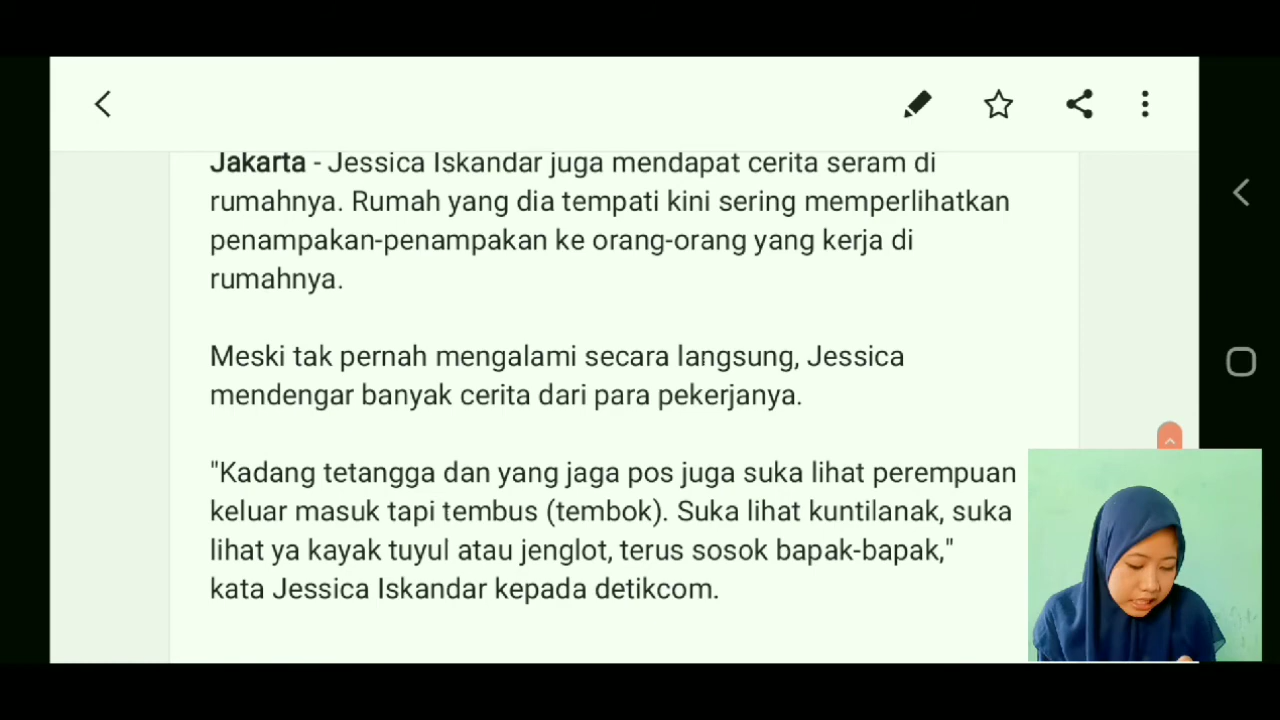 Jakarta - Jessica Iskandar juga mendapat cerita seram di
rumahnya. Rumah yang dia tempati kini sering memperlihatkan
penampakan-penampakan ke orang-orang yang kerja di
rumahnya.
Meski tak pernah mengalami secara langsung, Jessica
mendengar banyak cerita dari para pekerjanya.
"Kadang tetangga dan yang jaga pos juga suka lihat perempuan
keluar masuk tapi tembus (tembok). Suka lihat kuntilanak, suka
lihat ya kayak tuyul atau jenglot, terus sosok bapak-bapak,"
kata Jessica Iskandar kepada detikcom.